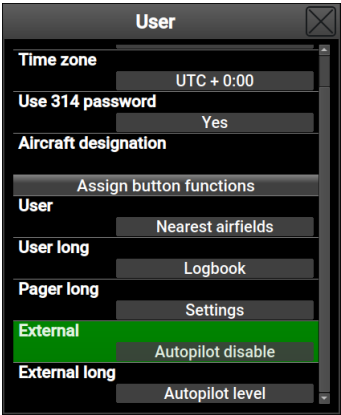 User
Time zone
UTC + 0:00
Use 314 password
Yes
Aircraft designation
Assign button functions
User
Nearest airfields
User long
Logbook
Pager long
Settings
External
Autopilot disable
External long
Autopilot level